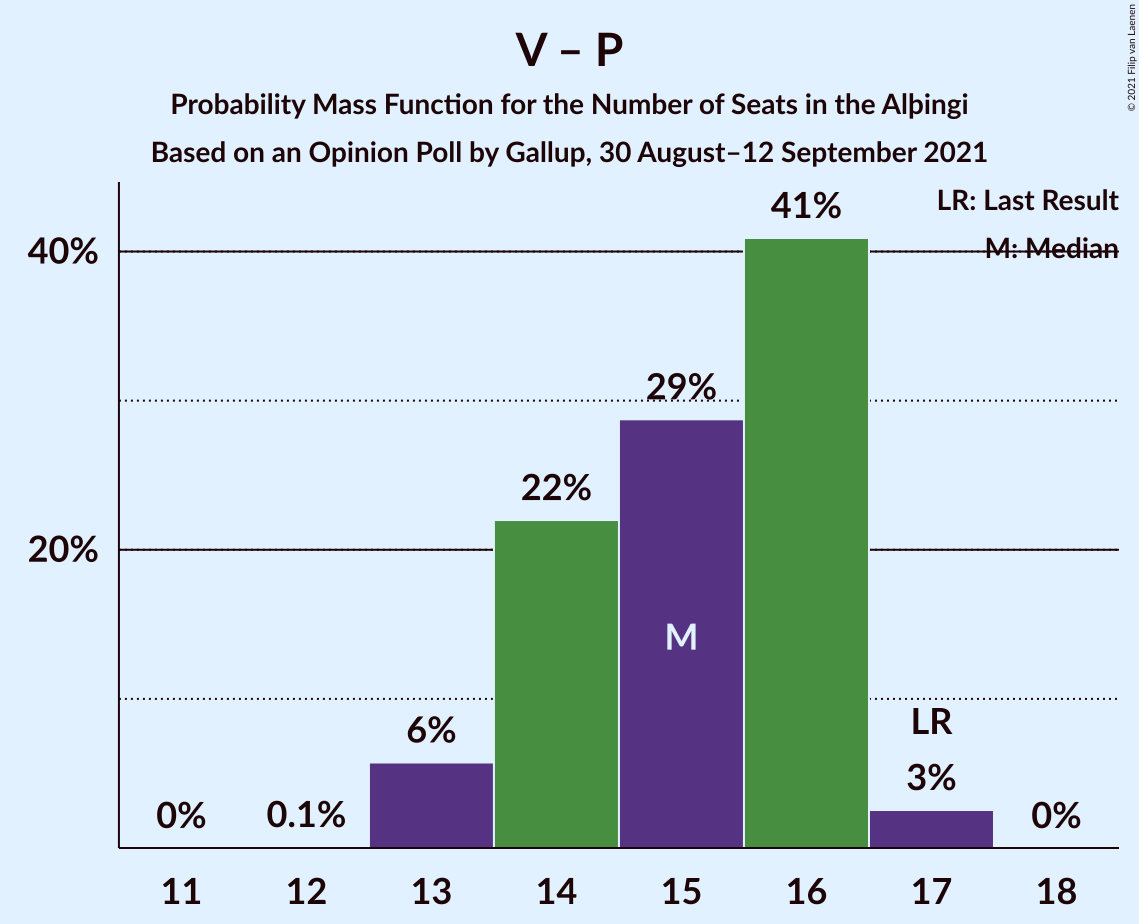 V – P
Probability Mass Function for the Number of Seats in the Alþingi
Based on an Opinion Poll by Gallup, 30 August–12 September 2021
© 2021 Filip van Laenen
LR: Last Result
M: Median
40%
20%
0%
0.1%
6%
22%
29%
41%
3%
0%
M
LR
11 12 13 14 15 16 17 18